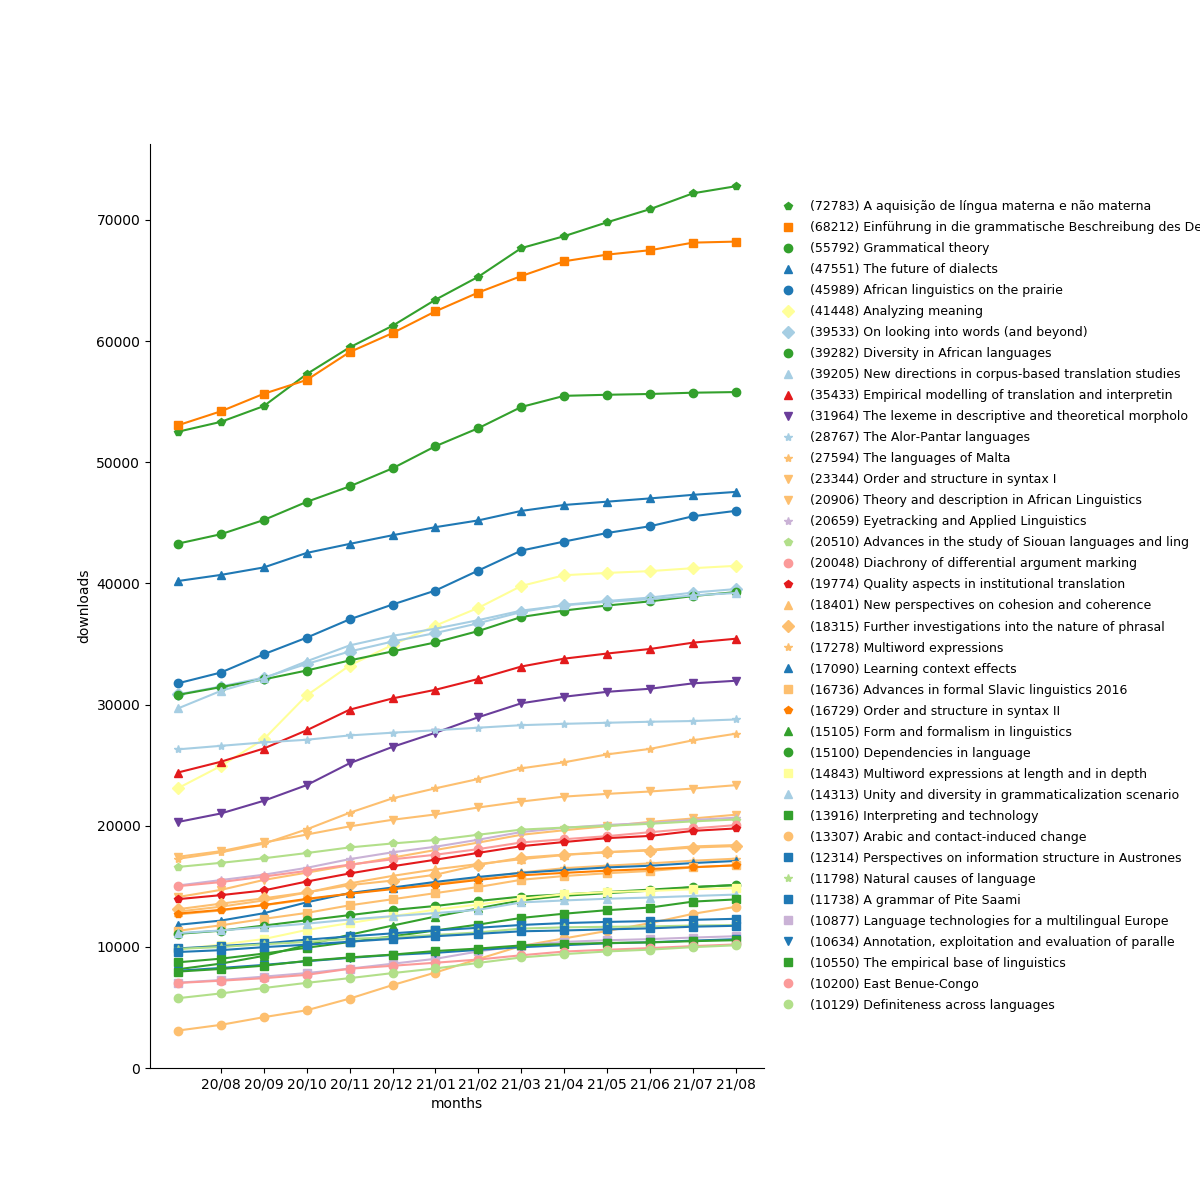 70000
60000
50000
40000
30000
20000
10000
0
downloads
20/08 20/09 20/10 20/11 20/12 21/01 21/02 21/03 21/04 21/05 21/06 21/07 21/08
months
(72783) A aquisição de língua materna e não materna
(68212) Einführung in die grammatische Beschreibung des De
(55792) Grammatical theory
(47551) The future of dialects
(45989) African linguistics on the prairie
(41448) Analyzing meaning
(39533) On looking into words (and beyond)
(39282) Diversity in African languages
(39205) New directions in corpus-based translation studies
(35433) Empirical modelling of translation and interpretin
(31964) The lexeme in descriptive and theoretical morpholo
(28767) The Alor-Pantar languages
(27594) The languages of Malta
(23344) Order and structure in syntax I
(20906) Theory and description in African Linguistics
(20659) Eyetracking and Applied Linguistics
(20510) Advances in the study of Siouan languages and ling
(20048) Diachrony of differential argument marking
(19774) Quality aspects in institutional translation
(18401) New perspectives on cohesion and coherence
(18315) Further investigations into the nature of phrasal
(17278) Multiword expressions
(17090) Learning context effects
(16736) Advances in formal Slavic linguistics 2016
(16729) Order and structure in syntax II
(15105) Form and formalism in linguistics
(15100) Dependencies in language
(14843) Multiword expressions at length and in depth
(14313) Unity and diversity in grammaticalization scenario
(13916) Interpreting and technology
(13307) Arabic and contact-induced change
(12314) Perspectives on information structure in Austrones
(11798) Natural causes of language
(11738) A grammar of Pite Saami
(10877) Language technologies for a multilingual Europe
(10634) Annotation, exploitation and evaluation of paralle
(10550) The empirical base of linguistics
(10200) East Benue-Congo
(10129) Definiteness across languages